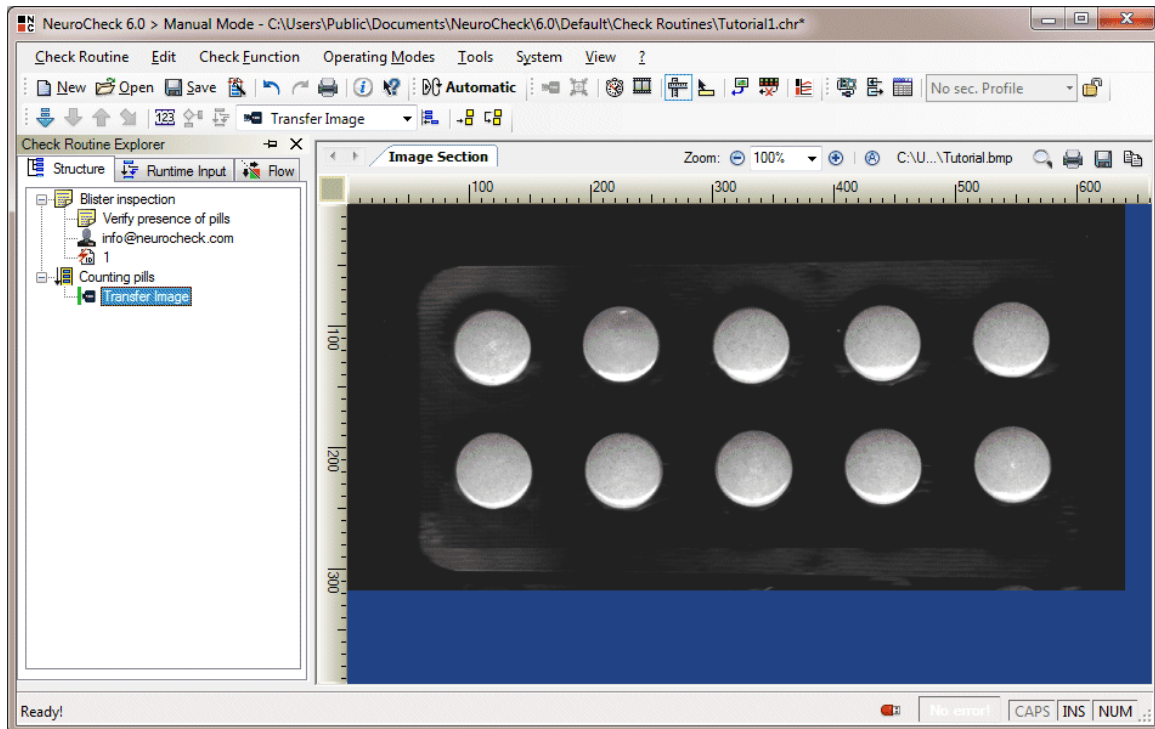 NeuroCheck 6.0 > Manual Mode - C:\Users\Public\Documents\NeuroCheck\6.0\Default\Check Routines\Tutorial1.chr*
Check Routine Edit Check Function Operating Modes Tools System View ?
New Open Save Automatic No sec. Profile
123 Transfer Image
Check Routine Explorer
Structure Runtime Input Flow
Image Section Zoom: 100% C:\U...\Tutorial.bmp
100 200 300 400 500 600
Blister inspection
Verify presence of pills
info@neurocheck.com
ID 1
Counting pills
Transfer Image
100
200
300
Ready! No error! CAPS INS NUM